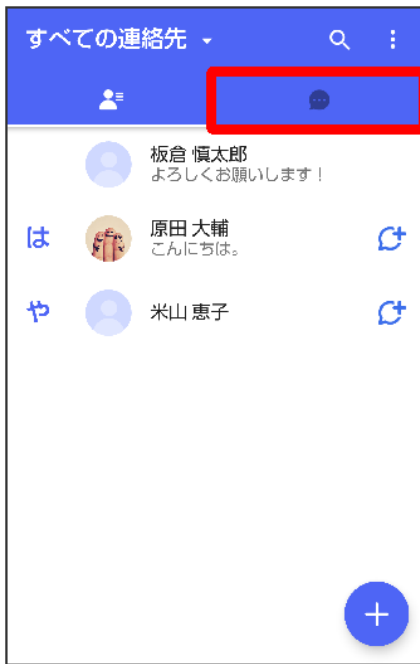 すべての連絡先
板倉 慎太郎
よろしくお願いします！
は
原田 大輔
こんにちは。
や
米山 恵子